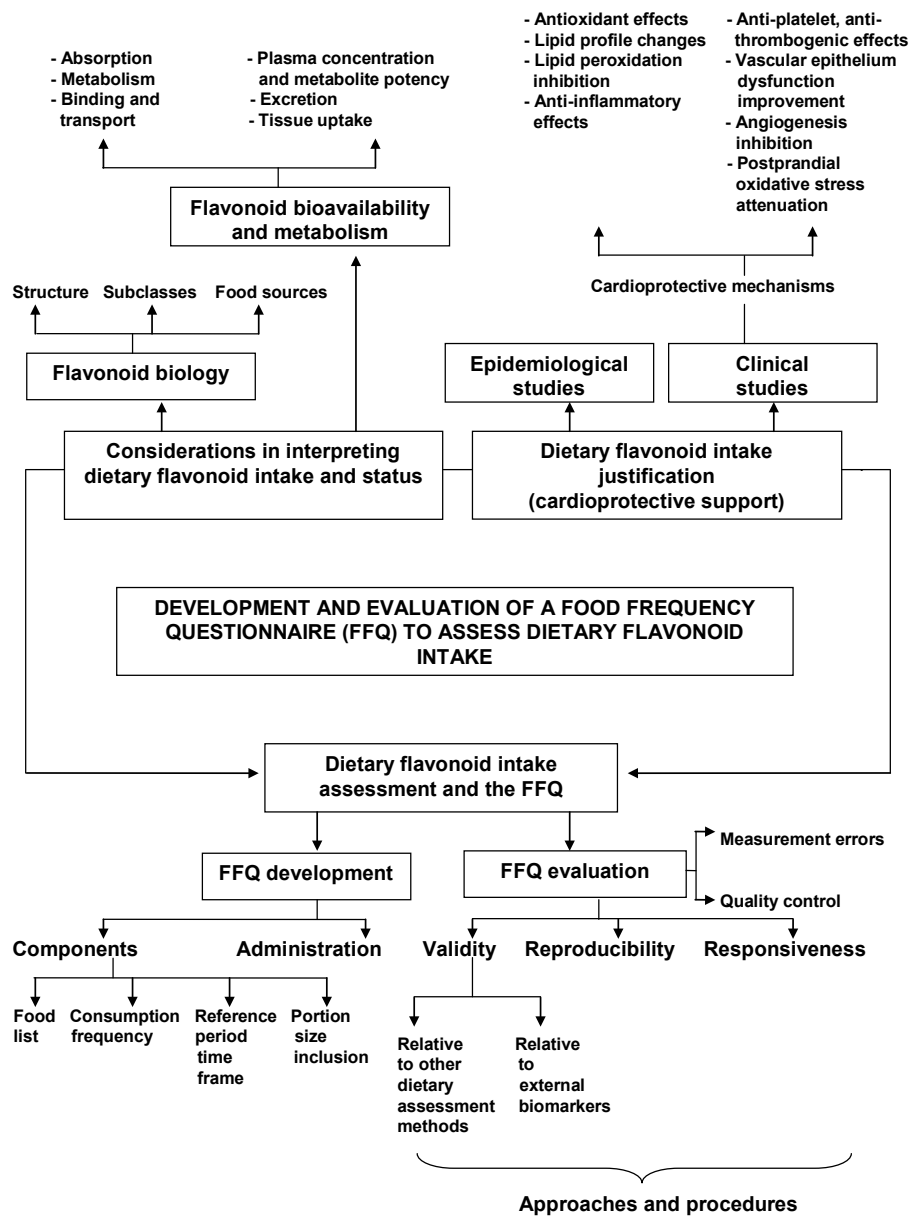 - Absorption
- Metabolism
- Binding and
transport
- Plasma concentration
and metabolite potency
- Excretion
- Tissue uptake
- Antioxidant effects
- Lipid profile changes
- Lipid peroxidation
inhibition
- Anti-inflammatory
effects
- Anti-platelet, anti-
thrombogenic effects
- Vascular epithelium
dysfunction
improvement
- Angiogenesis
inhibition
- Postprandial
oxidative stress
attenuation
Flavonoid bioavailability
and metabolism
Cardioprotective mechanisms
Structure
Subclasses
Food sources
Flavonoid biology
Epidemiological
studies
Clinical
studies
Considerations in interpreting
dietary flavonoid intake and status
Dietary flavonoid intake
justification
(cardioprotective support)
DEVELOPMENT AND EVALUATION OF A FOOD FREQUENCY
QUESTIONNAIRE (FFQ) TO ASSESS DIETARY FLAVONOID
INTAKE
Dietary flavonoid intake
assessment and the FFQ
FFQ development
FFQ evaluation
Measurement errors
Quality control
Components
Administration
Validity
Reproducibility
Responsiveness
Food
list
Consumption
frequency
Reference
period
time
frame
Portion
size
inclusion
Relative
to other
dietary
assessment
methods
Relative
to
external
biomarkers
Approaches and procedures